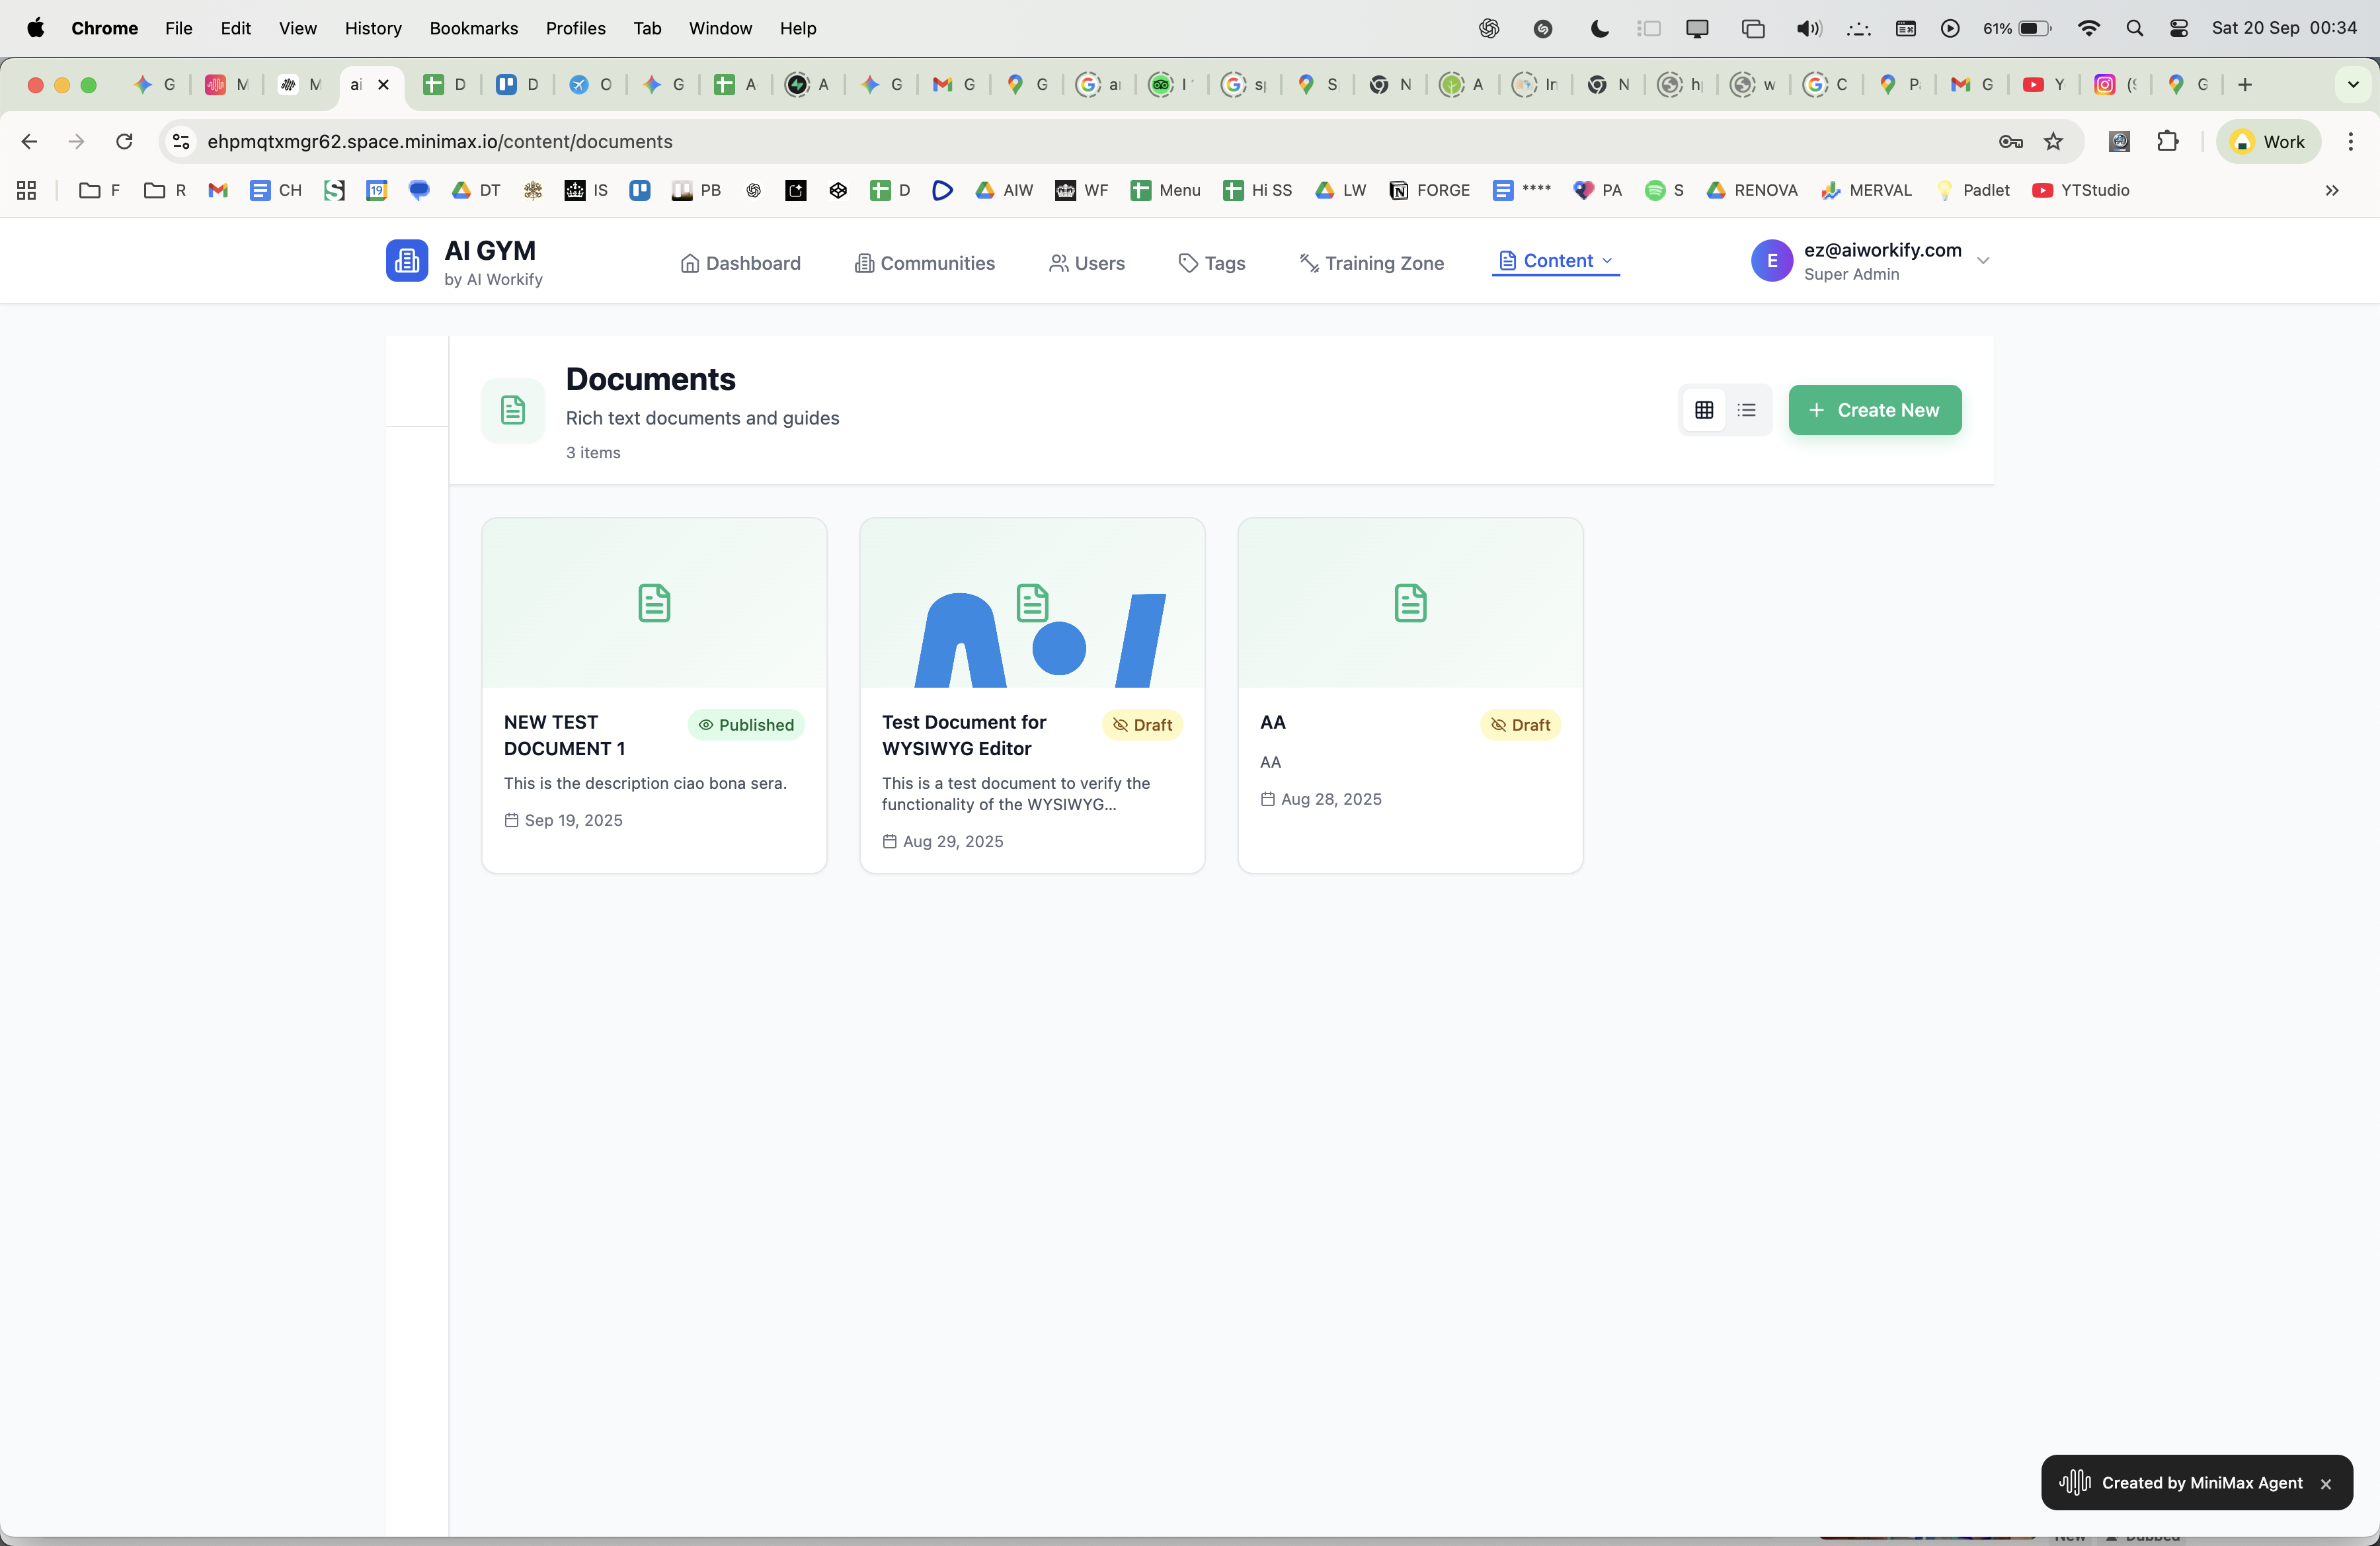 Chrome File Edit View History Bookmarks Profiles Tab Window Help 61% Sat 20 Sep 00:34
G M M ai D D O G A A G G G aı I sp S N A In N h w C P G Y (S G
ehpmqtxmgr62.space.minimax.io/content/documents Work
F R CH 19 DT IS PB D AIW WF Menu Hi SS LW FORGE **** PA S RENOVA MERVAL Padlet YTStudio
AI GYM
by AI Workify
Dashboard Communities Users Tags Training Zone Content
E
ez@aiworkify.com
Super Admin
Documents
Rich text documents and guides
3 items
Create New
NEW TEST DOCUMENT 1
Published
This is the description ciao bona sera.
Sep 19, 2025
Test Document for
WYSIWYG Editor
Draft
This is a test document to verify the
functionality of the WYSIWYG...
Aug 29, 2025
AA
Draft
AA
Aug 28, 2025
Created by MiniMax Agent